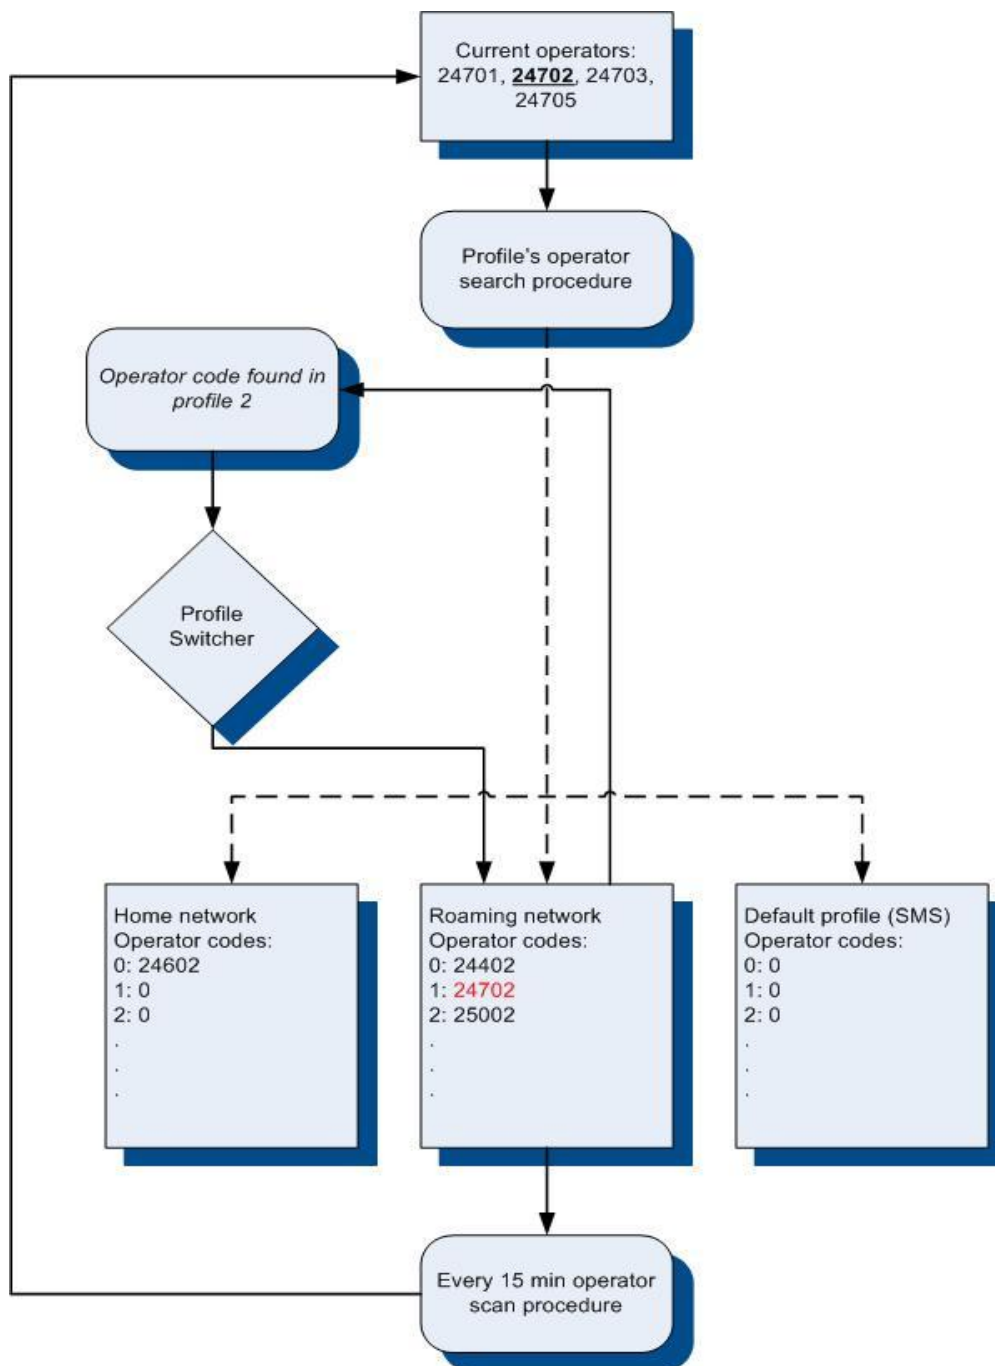 Current operators:
24701, 24702, 24703,
24705
Profile's operator
search procedure
Operator code found in
profile 2
Profile
Switcher
Home network
Operator codes:
0: 24602
1: 0
2: 0
.
.
.
Roaming network
Operator codes:
0: 24402
1: 24702
2: 25002
.
.
.
Default profile (SMS)
Operator codes:
0: 0
1: 0
2: 0
.
.
.
Every 15 min operator
scan procedure